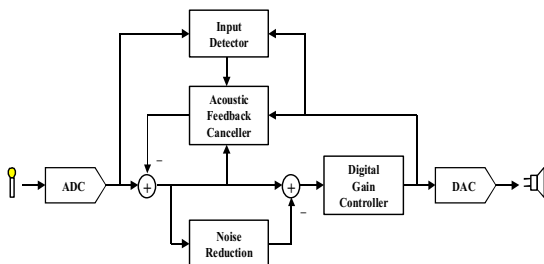 Input
Detector
Acoustic
Feedback
Canceller
−
ADC
+
+
−
Digital
Gain
Controller
DAC
Noise
Reduction